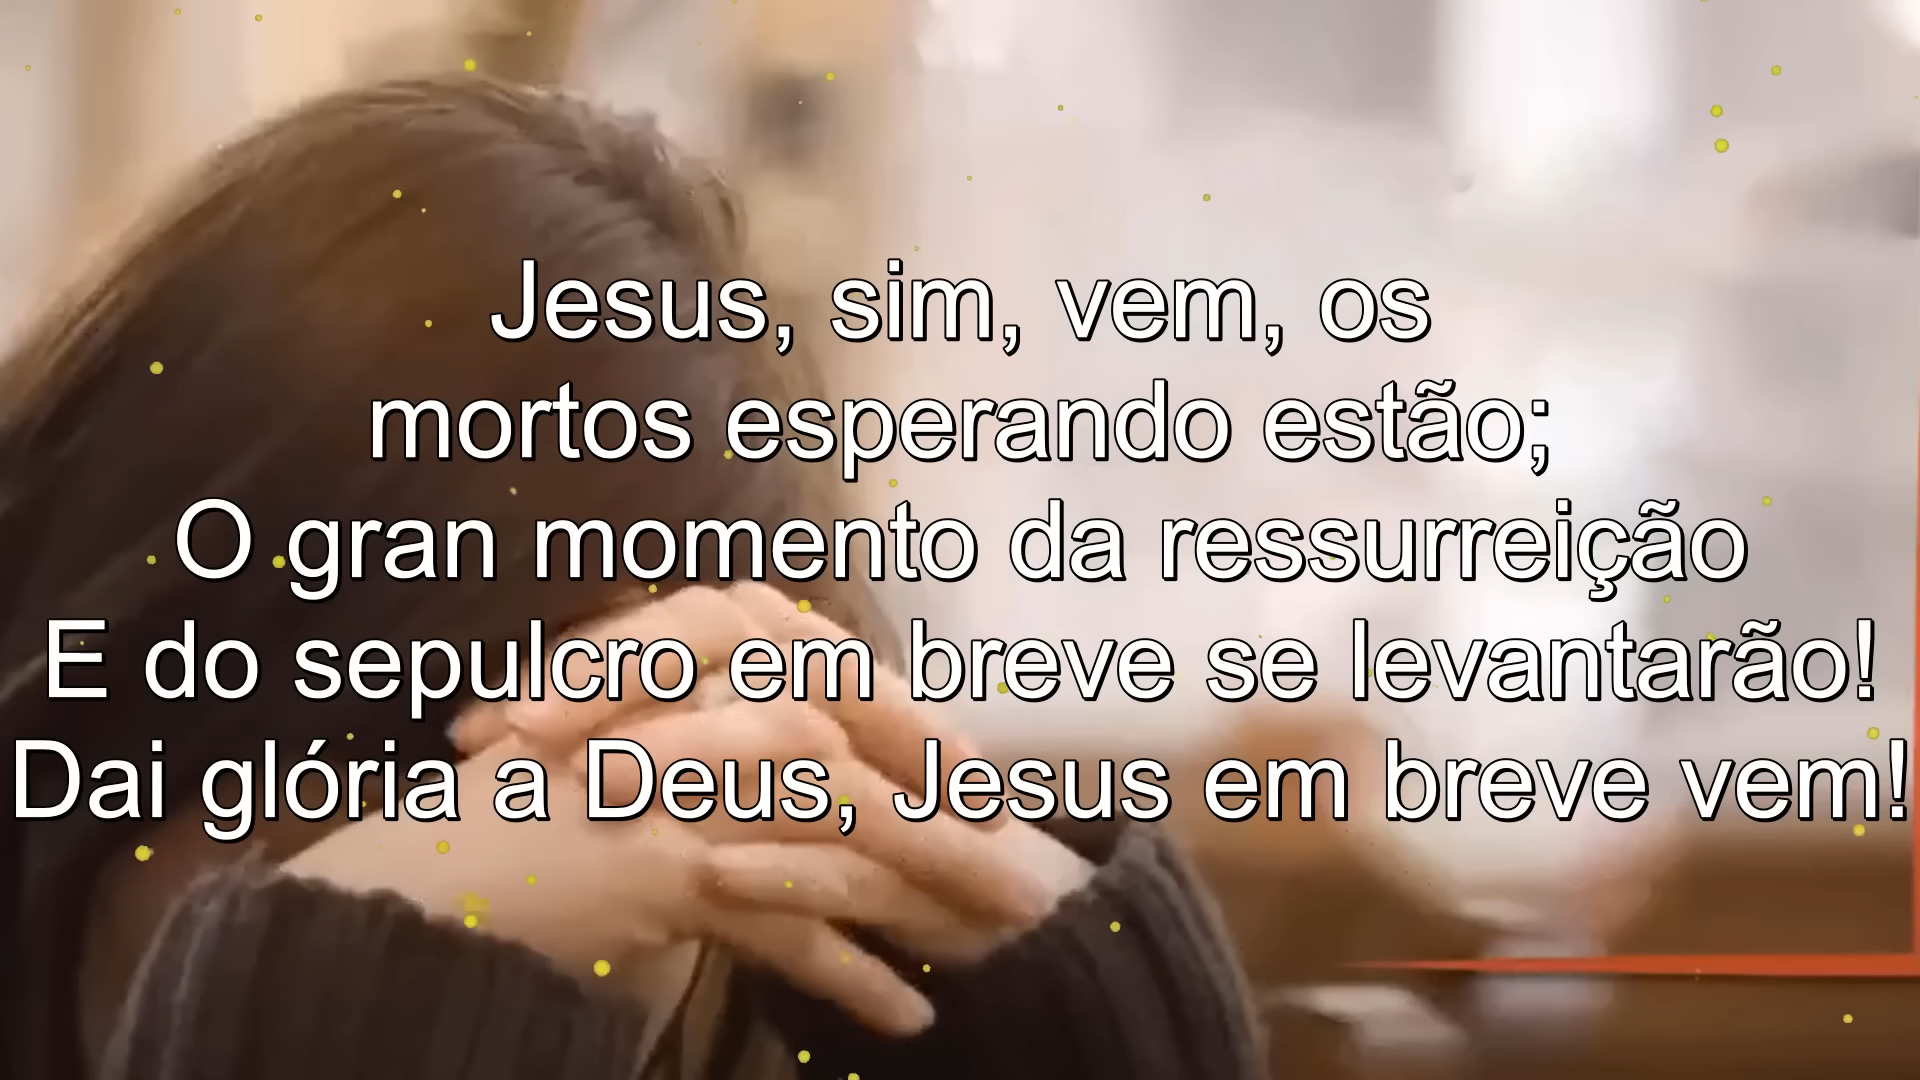 Jesus, sim, vem, os
mortos esperando estão;
O gran momento da ressurreição
E do sepulcro em breve se levantarão!
Dai glória a Deus, Jesus em breve vem!